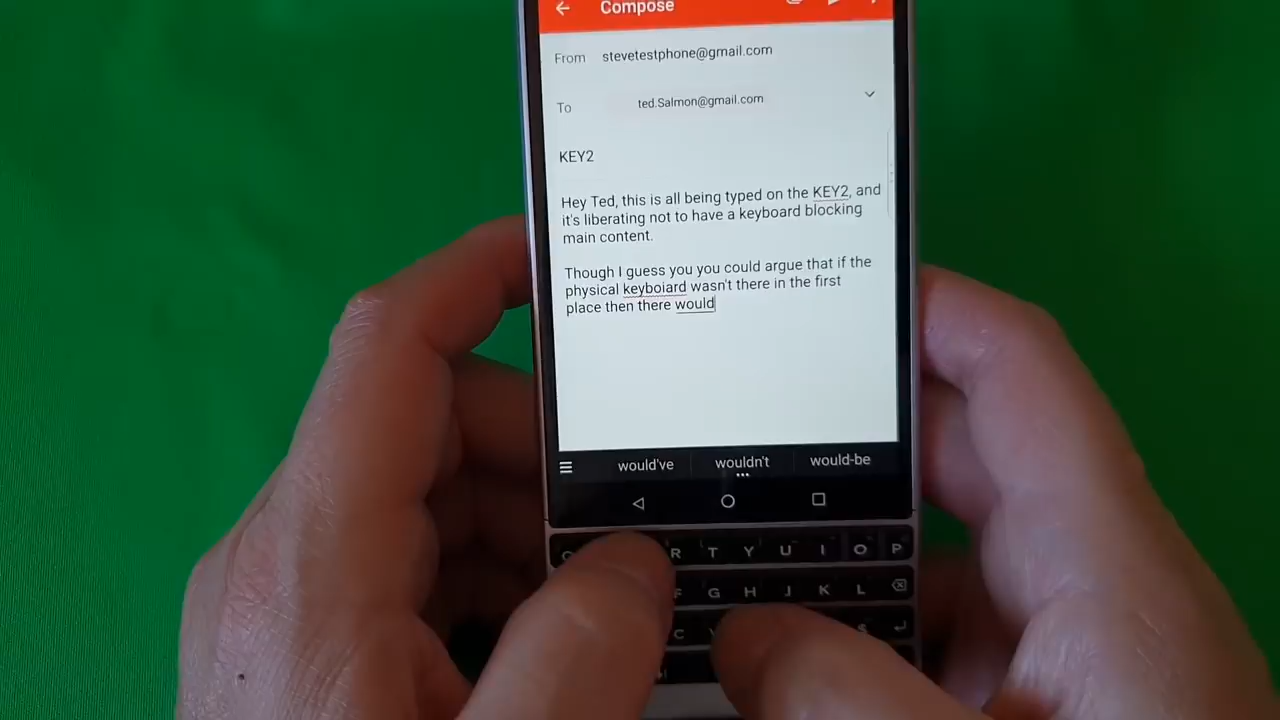 Compose
From stevetestphone@gmail.com
To ted.Salmon@gmail.com
KEY2
Hey Ted, this is all being typed on the KEY2, and
it's liberating not to have a keyboard blocking
main content.
Though I guess you you could argue that if the
physical keyboiard wasn't there in the first
place then there would
would've wouldn't would-be
R T Y U I O P
F G H J K L
C